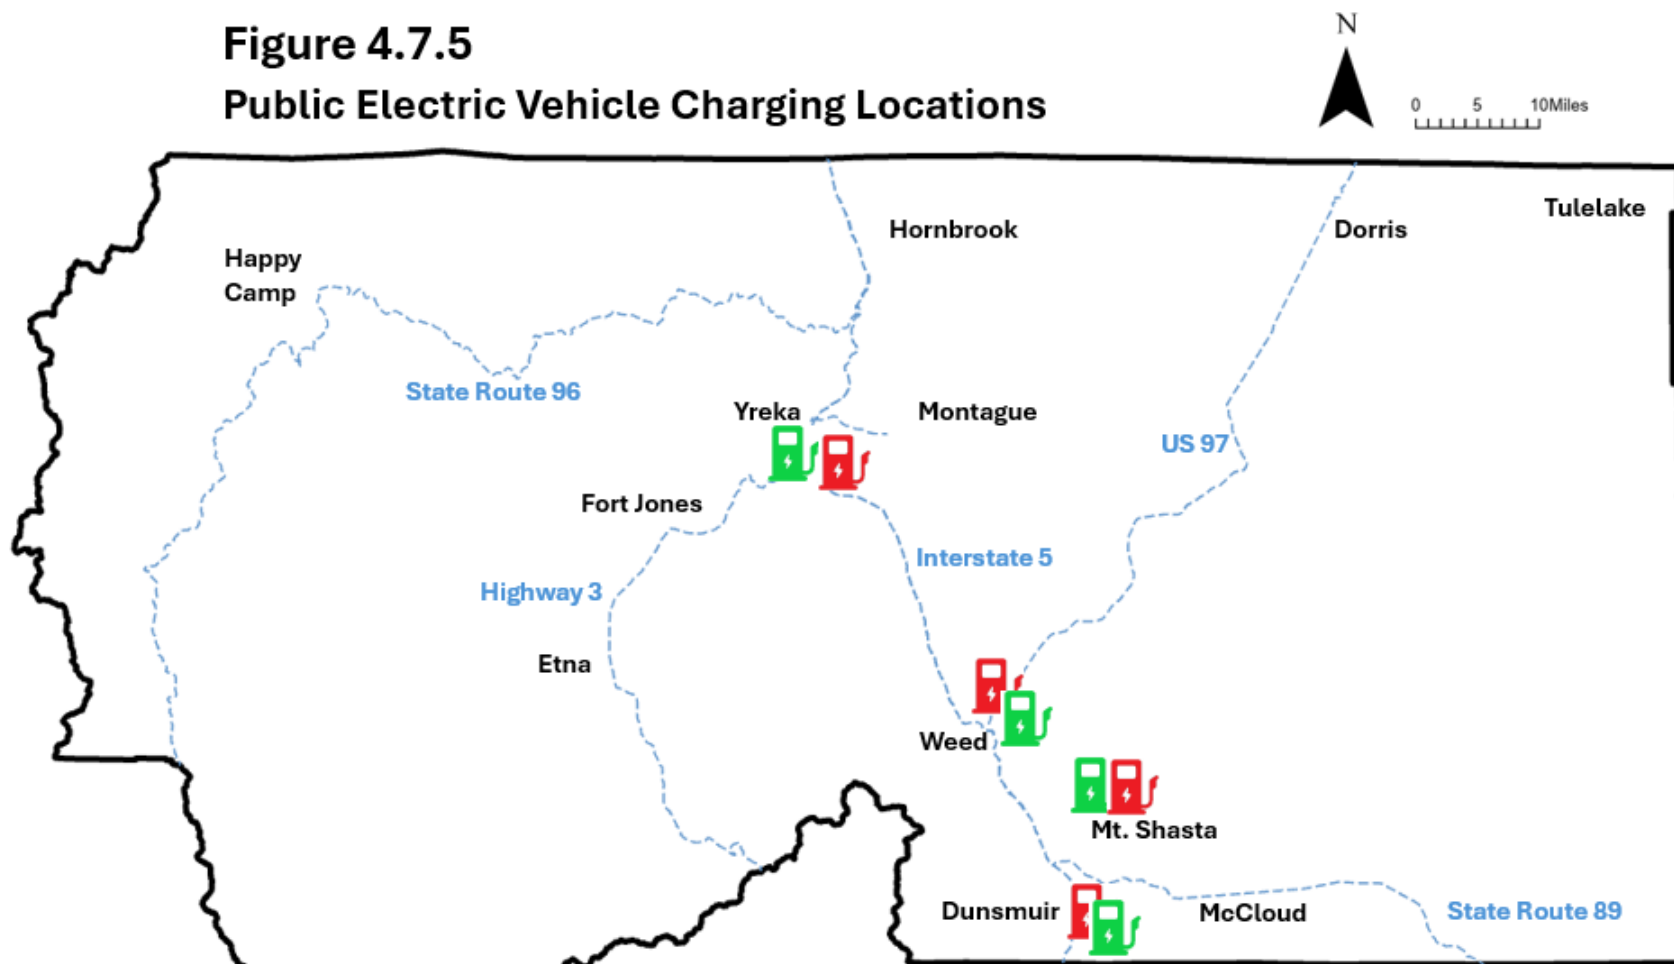 Figure 4.7.5
Public Electric Vehicle Charging Locations
N
0 5 10Miles
Tulelake
Hornbrook
Dorris
Happy
Camp
State Route 96
Yreka
Montague
US 97
Fort Jones
Interstate 5
Highway 3
Etna
Weed
Mt. Shasta
Dunsmuir
McCloud
State Route 89